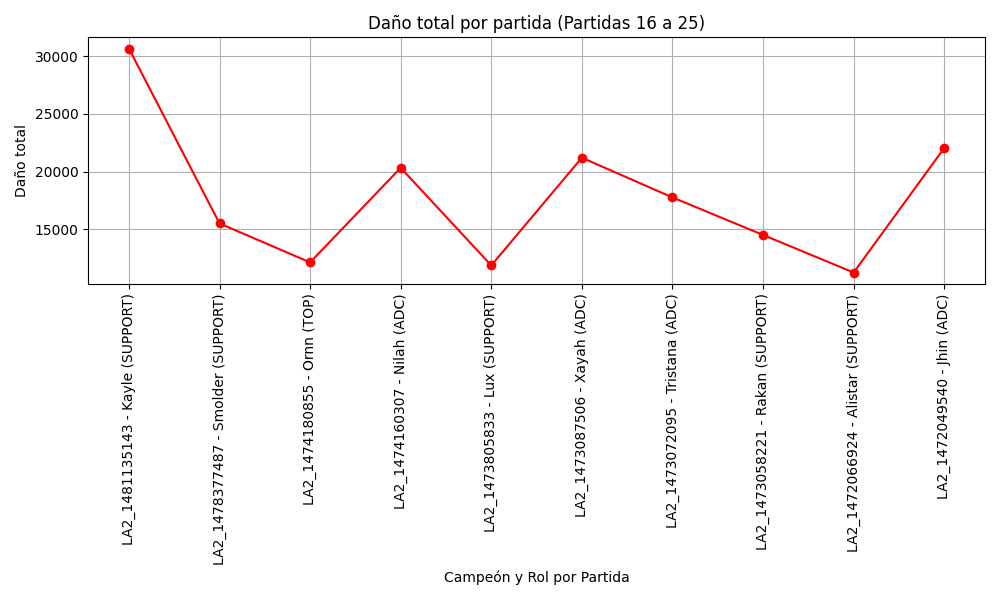 Daño total por partida (Partidas 16 a 25)
Daño total
30000
25000
20000
15000
LA2_1481135143 - Kayle (SUPPORT)
LA2_1478377487 - Smolder (SUPPORT)
LA2_1474180855 - Ornn (TOP)
LA2_1474160307 - Nilah (ADC)
LA2_1473805833 - Lux (SUPPORT)
LA2_1473087506 - Xayah (ADC)
LA2_1473072095 - Tristana (ADC)
LA2_1473058221 - Rakan (SUPPORT)
LA2_1472066924 - Alistar (SUPPORT)
LA2_1472049540 - Jhin (ADC)
Campeón y Rol por Partida